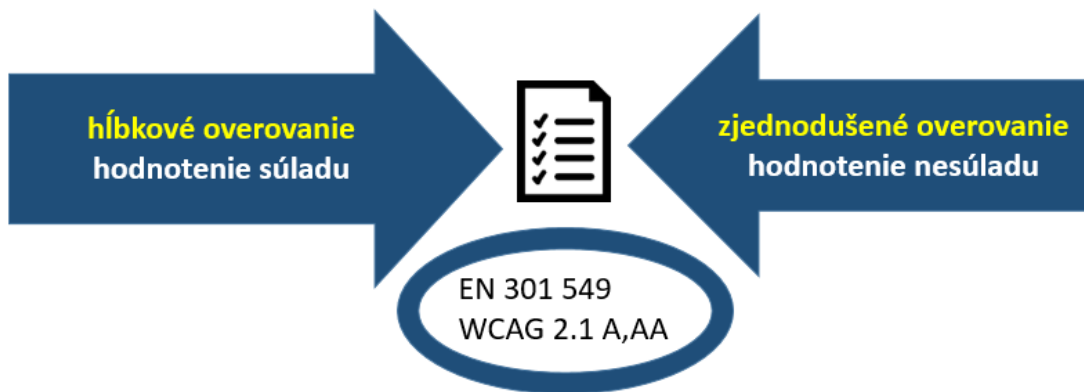 hĺbkové overovanie
hodnotenie súladu
zjednodušené overovanie
hodnotenie nesúladu
EN 301 549
WCAG 2.1 A,AA